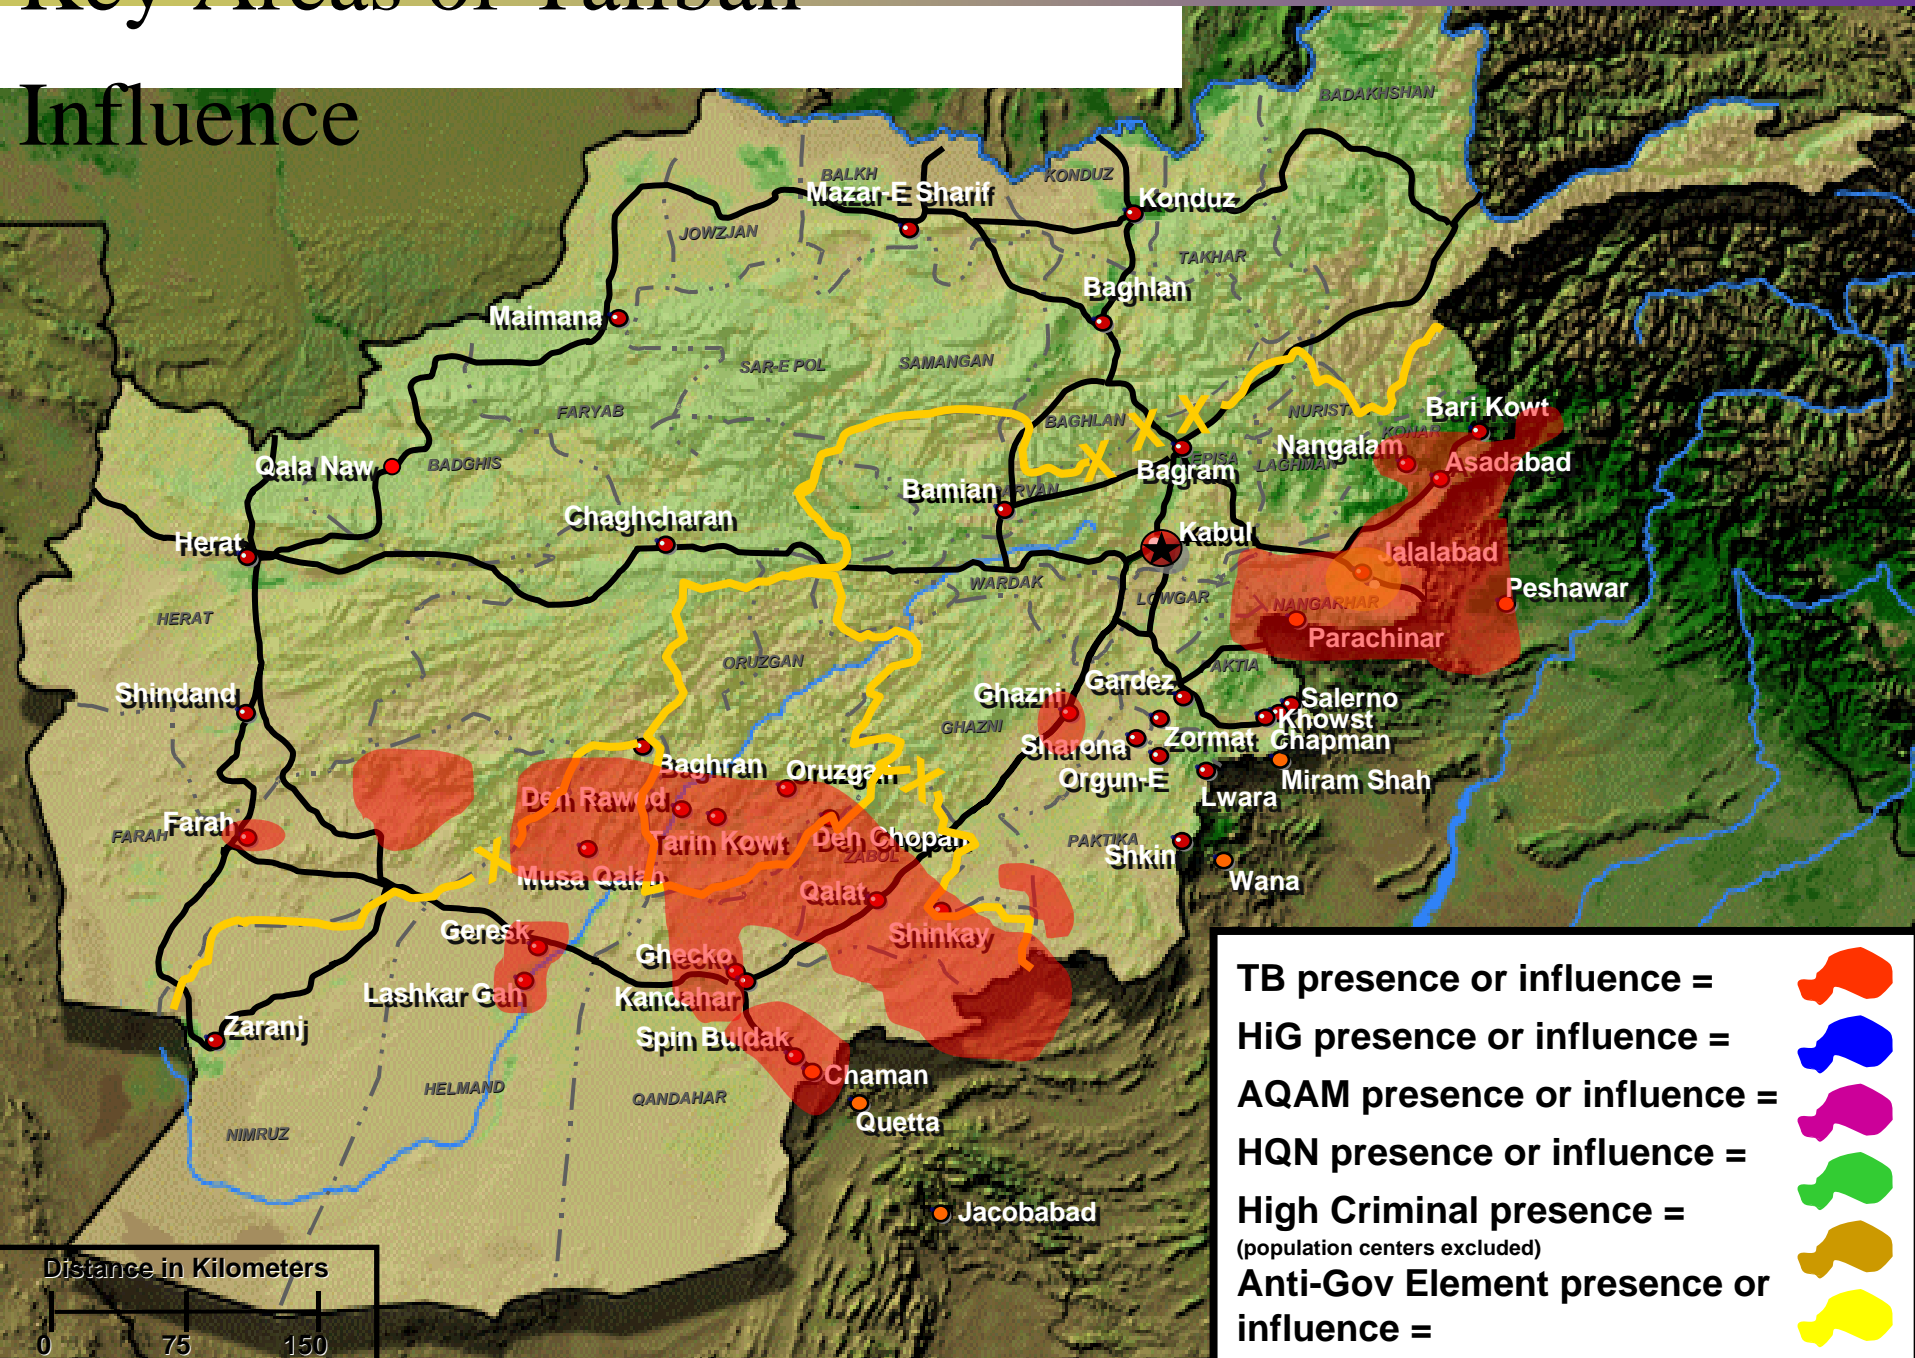 Key Areas of Taliban
Influence
BADAKHSHAN
BALKH
KONDUZ
Mazar-E Sharif
Konduz
JOWZJAN
TAKHAR
Baghlan
Maimana
SAR-E POL
SAMANGAN
FARYAB
BAGHLAN
Bari Kowt
KONAR
Nangalam
Asadabad
Qala Naw
BADGHIS
LAGHMAN
Bagram
Bamian
Chaghcharan
Kabul
Herat
Jalalabad
WARDAK
LOWGAR
NANGARHAR
Peshawar
HERAT
Parachinar
ORUZGAN
PAKTIA
Shindand
Ghazni
Gardez
Salerno
GHAZNI
Khowst
Sharona
Zormat
Chapman
Baghran
Oruzgan
Orgun-E
Miram Shah
Deh Rawod
Lwara
FARAH
Farah
Tarin Kowt
Deh Chopan
ZABOL
PAKTIKA
Shkin
Musa Qalah
Qalat
Wana
Geresk
Shinkay
Ghecko
Lashkar Gah
Kandahar
Zaranj
Spin Buldak
Chaman
HELMAND
QANDAHAR
Quetta
NIMRUZ
Jacobabad
Distance in Kilometers
0 75 150
TB presence or influence =
HiG presence or influence =
AQAM presence or influence =
HQN presence or influence =
High Criminal presence =
(population centers excluded)
Anti-Gov Element presence or
influence =